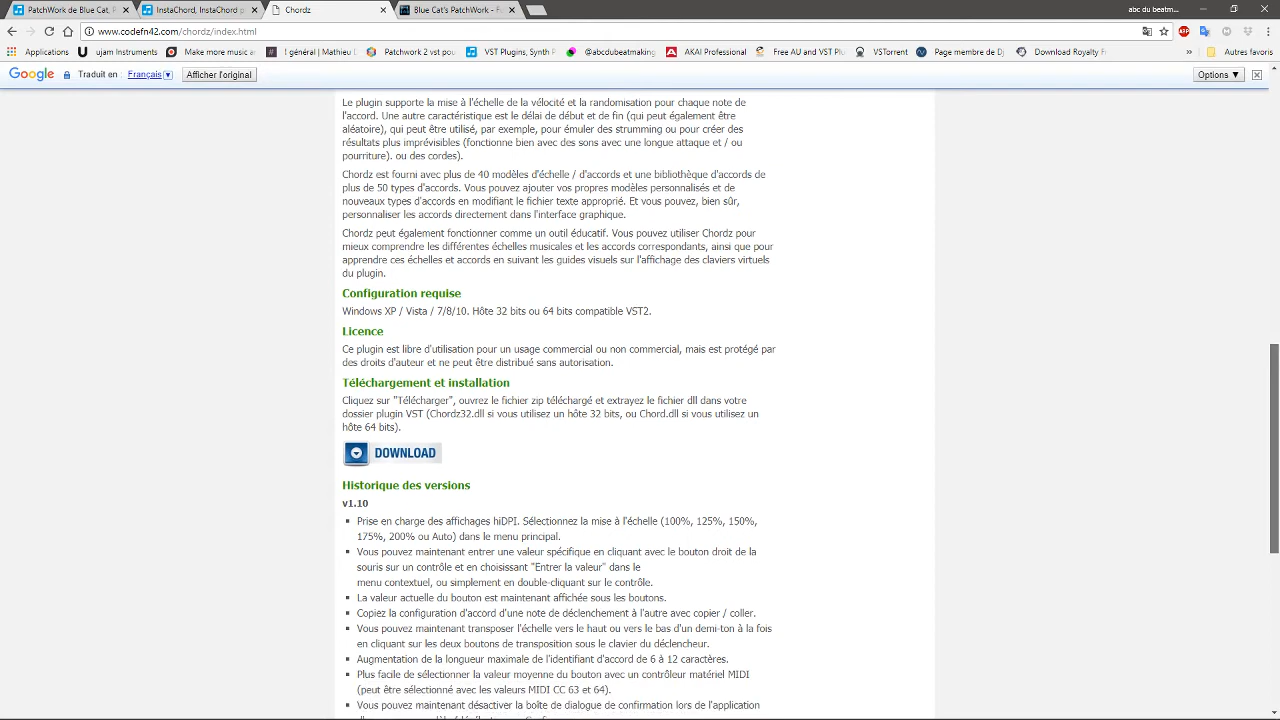 PatchWork de Blue Cat, P
InstaChord, InstaChord p
Chordz
Blue Cat's PatchWork - Fu
abc du beatm...
www.codefn42.com/chordz/index.html
Applications
ujam Instruments
Make more music an
! général | Mathieu D
Patchwork 2 vst pou
VST Plugins, Synth P
@abcdubeatmaking
AKAI Professional
Free AU and VST Plu
VSTorrent
Page membre de Dj
Download Royalty Fr
»
Autres favoris
Google
Traduit en :
Français
Afficher l'original
Options ▼
Le plugin supporte la mise à l'échelle de la vélocité et la randomisation pour chaque note de
l'accord. Une autre caractéristique est le délai de début et de fin (qui peut également être
aléatoire), qui peut être utilisé, par exemple, pour émuler des strumming ou pour créer des
résultats plus imprévisibles (fonctionne bien avec des sons avec une longue attaque et / ou
pourriture). ou des cordes).
Chordz est fourni avec plus de 40 modèles d'échelle / d'accords et une bibliothèque d'accords de
plus de 50 types d'accords. Vous pouvez ajouter vos propres modèles personnalisés et de
nouveaux types d'accords en modifiant le fichier texte approprié. Et vous pouvez, bien sûr,
personnaliser les accords directement dans l'interface graphique.
Chordz peut également fonctionner comme un outil éducatif. Vous pouvez utiliser Chordz pour
mieux comprendre les différentes échelles musicales et les accords correspondants, ainsi que pour
apprendre ces échelles et accords en suivant les guides visuels sur l'affichage des claviers virtuels
du plugin.
Configuration requise
Windows XP / Vista / 7/8/10. Hôte 32 bits ou 64 bits compatible VST2.
Licence
Ce plugin est libre d'utilisation pour un usage commercial ou non commercial, mais est protégé par
des droits d'auteur et ne peut être distribué sans autorisation.
Téléchargement et installation
Cliquez sur "Télécharger", ouvrez le fichier zip téléchargé et extrayez le fichier dll dans votre
dossier plugin VST (Chordz32.dll si vous utilisez un hôte 32 bits, ou Chord.dll si vous utilisez un
hôte 64 bits).
DOWNLOAD
Historique des versions
v1.10
Prise en charge des affichages hiDPI. Sélectionnez la mise à l'échelle (100%, 125%, 150%,
175%, 200% ou Auto) dans le menu principal.
Vous pouvez maintenant entrer une valeur spécifique en cliquant avec le bouton droit de la
souris sur un contrôle et en choisissant "Entrer la valeur" dans le
menu contextuel, ou simplement en double-cliquant sur le contrôle.
La valeur actuelle du bouton est maintenant affichée sous les boutons.
Copiez la configuration d'accord d'une note de déclenchement à l'autre avec copier / coller.
Vous pouvez maintenant transposer l'échelle vers le haut ou vers le bas d'un demi-ton à la fois
en cliquant sur les deux boutons de transposition sous le clavier du déclencheur.
Augmentation de la longueur maximale de l'identifiant d'accord de 6 à 12 caractères.
Plus facile de sélectionner la valeur moyenne du bouton avec un contrôleur matériel MIDI
(peut être sélectionné avec les valeurs MIDI CC 63 et 64).
Vous pouvez maintenant désactiver la boîte de dialogue de confirmation lors de l'application